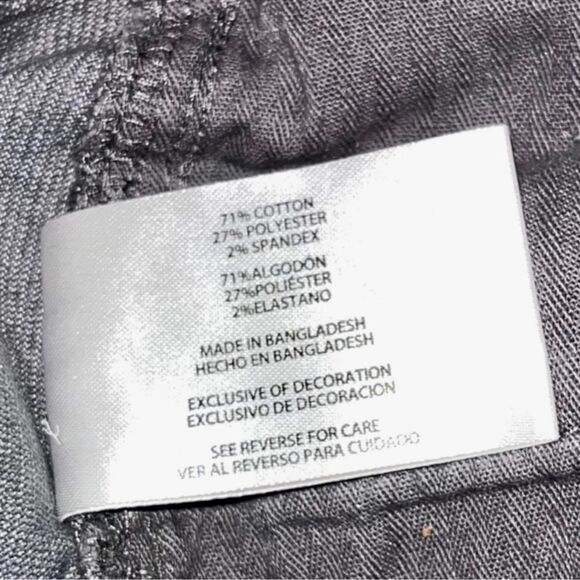 71% COTTON
27% POLYESTER
2% SPANDEX
71%ALGODÓN
27%POLIÉSTER
2%ELASTANO
MADE IN BANGLADESH
HECHO EN BANGLADESH
EXCLUSIVE OF DECORATION
EXCLUSIVO DE DECORACION
SEE REVERSE FOR CARE
VER AL REVERSO PARA CUIDADO